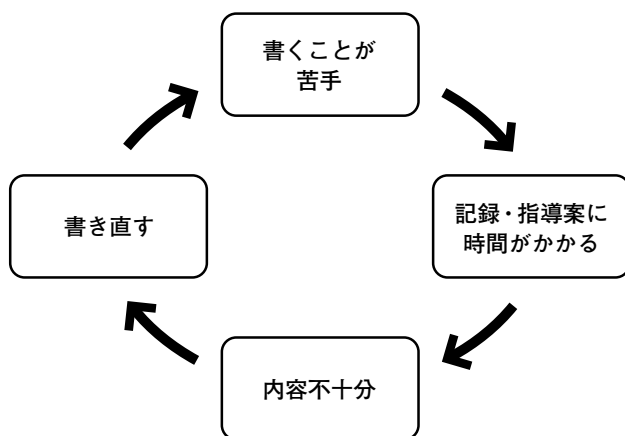 書くことが
苦手
記録・指導案に
時間がかかる
内容不十分
書き直す